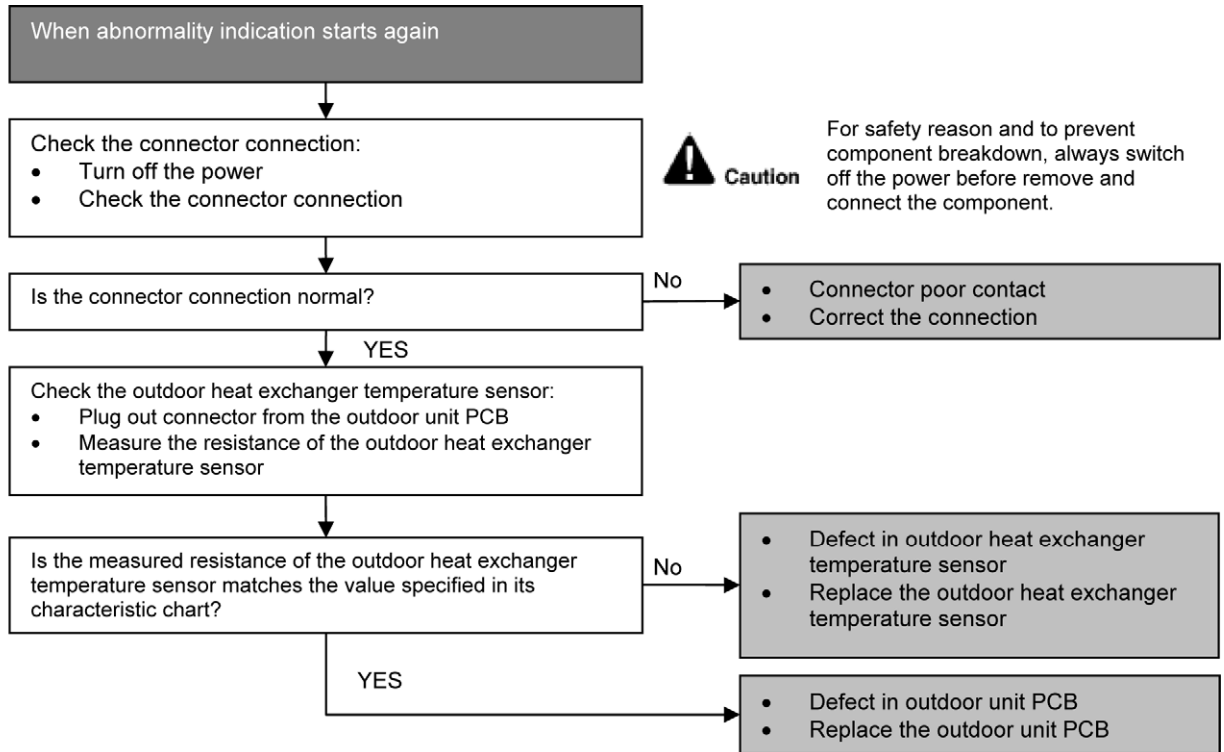 When abnormality indication starts again
Check the connector connection:
• Turn off the power
• Check the connector connection
Caution
For safety reason and to prevent
component breakdown, always switch
off the power before remove and
connect the component.
Is the connector connection normal?
No
• Connector poor contact
• Correct the connection
YES
Check the outdoor heat exchanger temperature sensor:
• Plug out connector from the outdoor unit PCB
• Measure the resistance of the outdoor heat exchanger
temperature sensor
Is the measured resistance of the outdoor heat exchanger
temperature sensor matches the value specified in its
characteristic chart?
No
• Defect in outdoor heat exchanger
temperature sensor
• Replace the outdoor heat exchanger
temperature sensor
YES
• Defect in outdoor unit PCB
• Replace the outdoor unit PCB